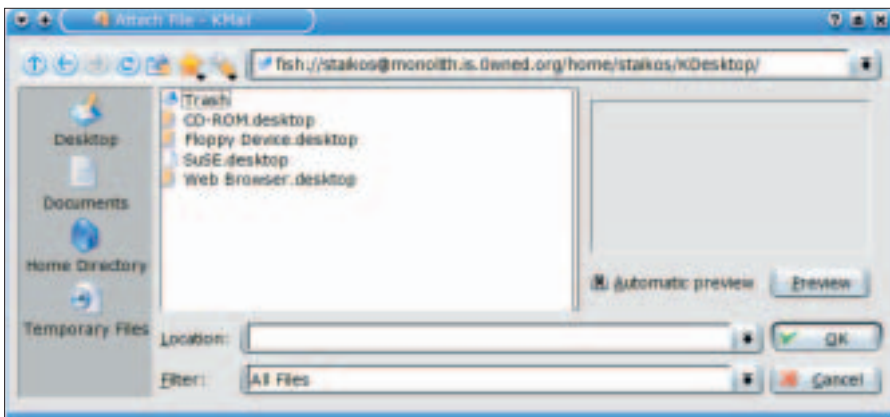 Attach File - KMail
fish://staikos@monolith.is.0wned.org/home/staikos/KDesktop/
Desktop
Documents
Home Directory
Temporary Files
Trash
CD-ROM.desktop
Floppy Device.desktop
SuSE.desktop
Web Browser.desktop
Automatic preview
Preview
Location:
OK
Filter:
All Files
Cancel